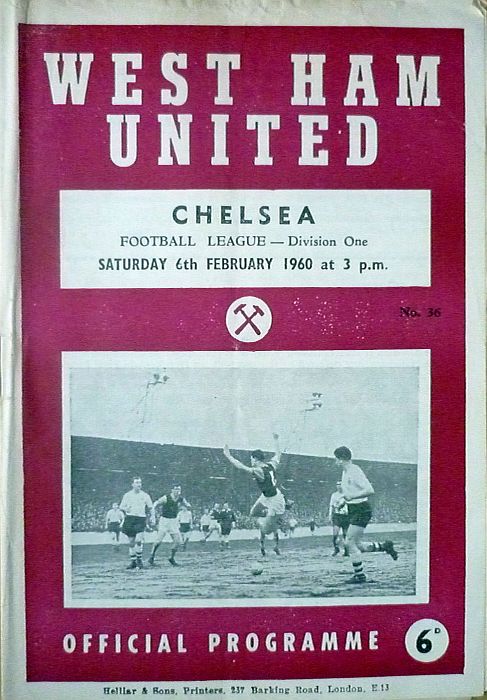 WEST HAM
UNITED
CHELSEA
FOOTBALL LEAGUE — Division One
SATURDAY 6th FEBRUARY 1960 at 3 p.m.
No. 36
OFFICIAL PROGRAMME 6D
Helliar & Sons, Printers, 237 Barking Road, London, E.13